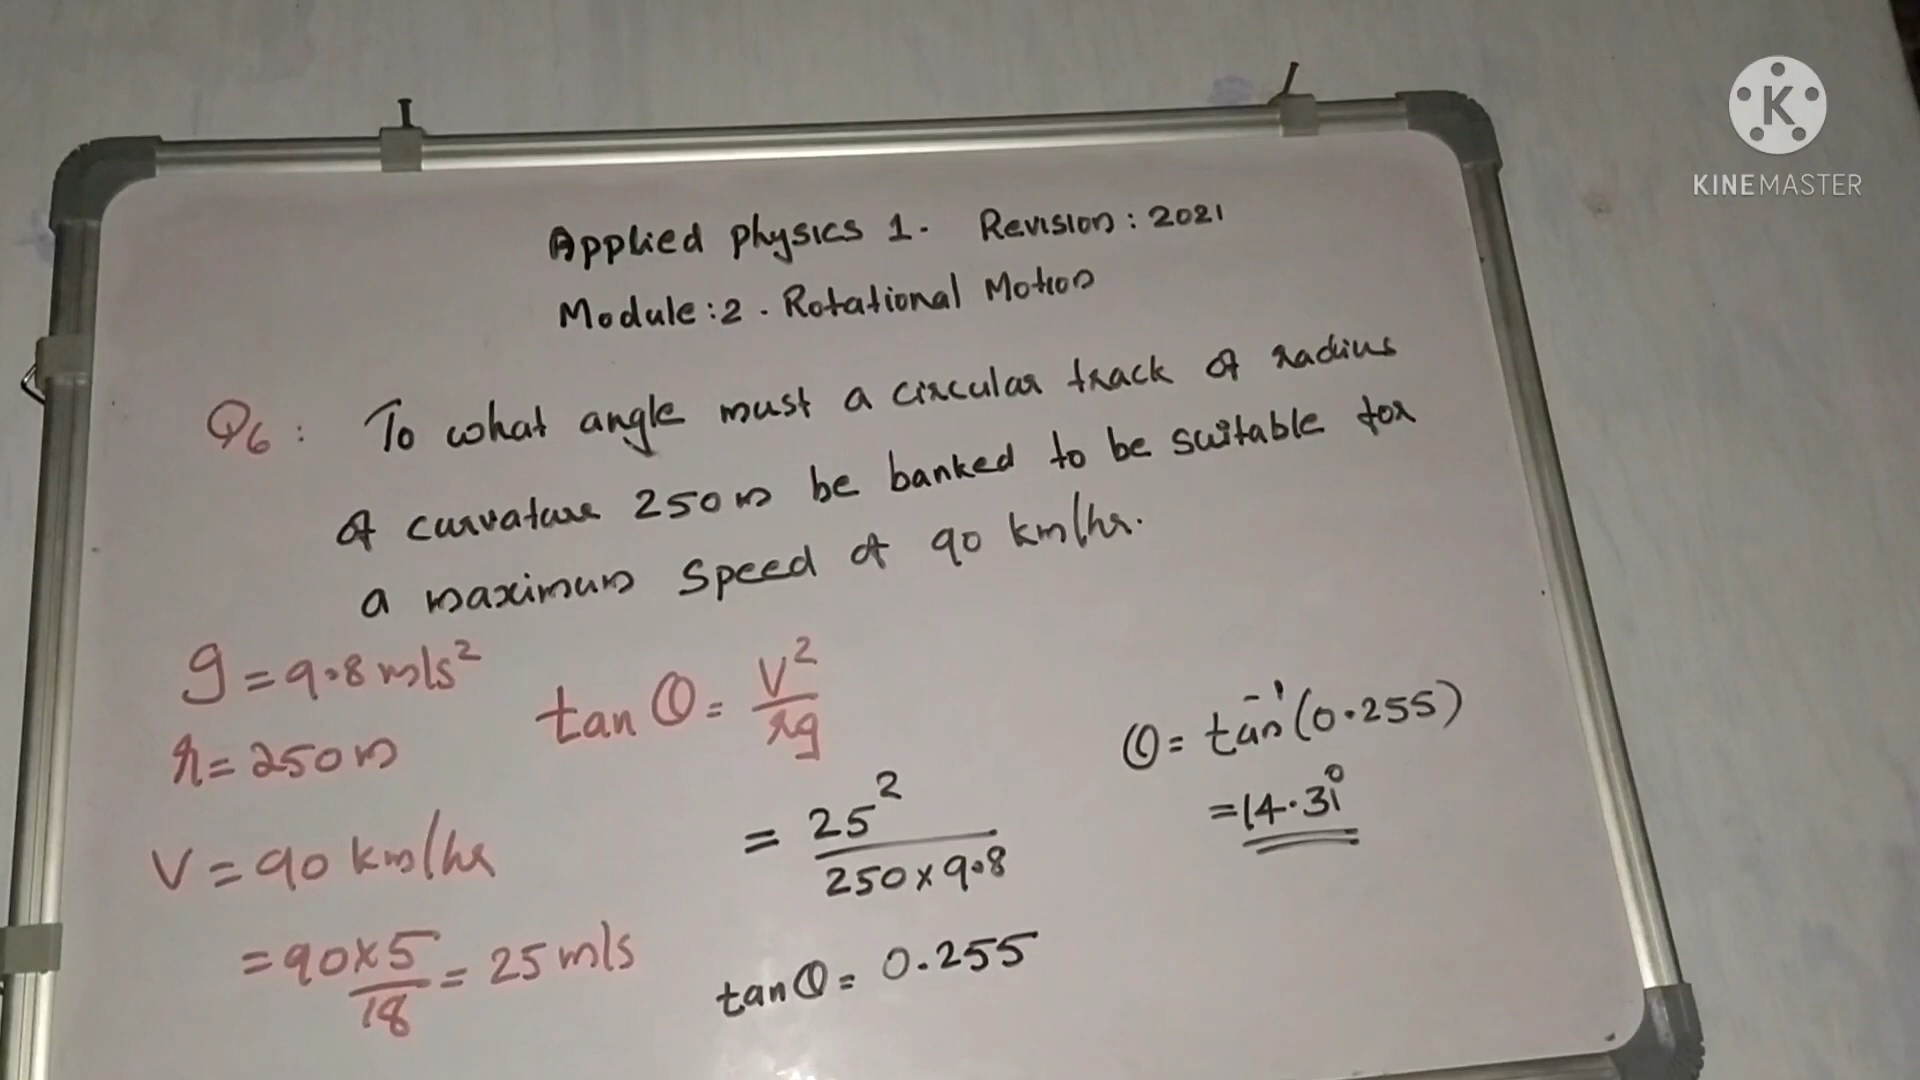 KINEMASTER
Applied physics 1. Revision: 2021
Module:2. Rotational Motion
Q6: To what angle must a circular track of radius
of curvature 250m be banked to be suitable for
a maximum speed of 90 km/hr.
g = 9.8 m/s²
r = 250m
V = 90 km/hr
= 90×5/18 = 25 m/s
tan θ = V²/rg
= 25²/250×9.8
tan θ = 0.255
θ = tan⁻¹(0.255)
= 14.31°